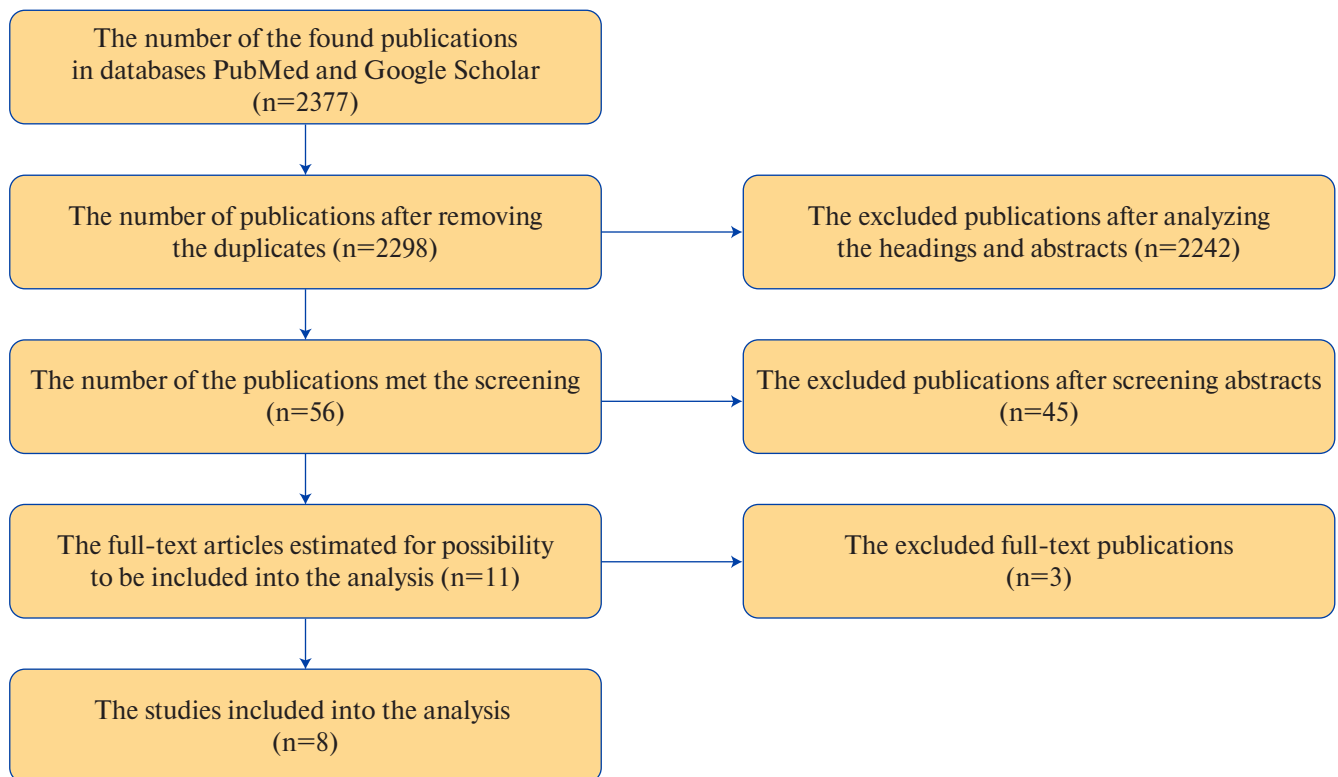 The number of the found publications
in databases PubMed and Google Scholar
(n=2377)
The number of publications after removing
the duplicates (n=2298)
The excluded publications after analyzing
the headings and abstracts (n=2242)
The number of the publications met the screening
(n=56)
The excluded publications after screening abstracts
(n=45)
The full-text articles estimated for possibility
to be included into the analysis (n=11)
The excluded full-text publications
(n=3)
The studies included into the analysis
(n=8)